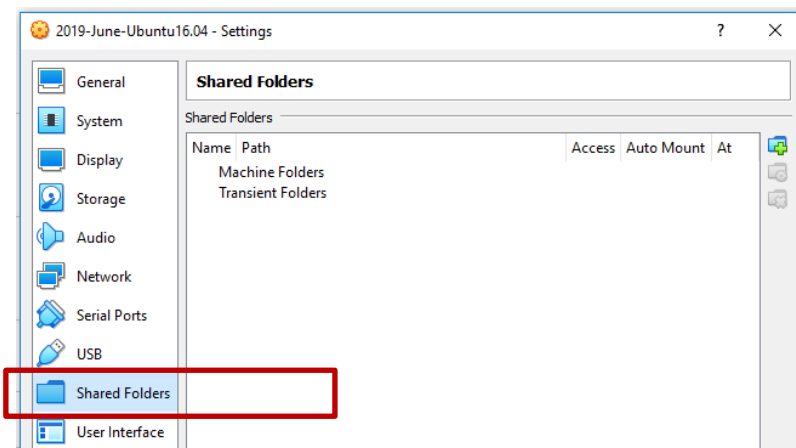 2019-June-Ubuntu16.04 - Settings ?
General
System
Display
Storage
Audio
Network
Serial Ports
USB
Shared Folders
User Interface
Shared Folders
Shared Folders
Name Path Access Auto Mount At
Machine Folders
Transient Folders